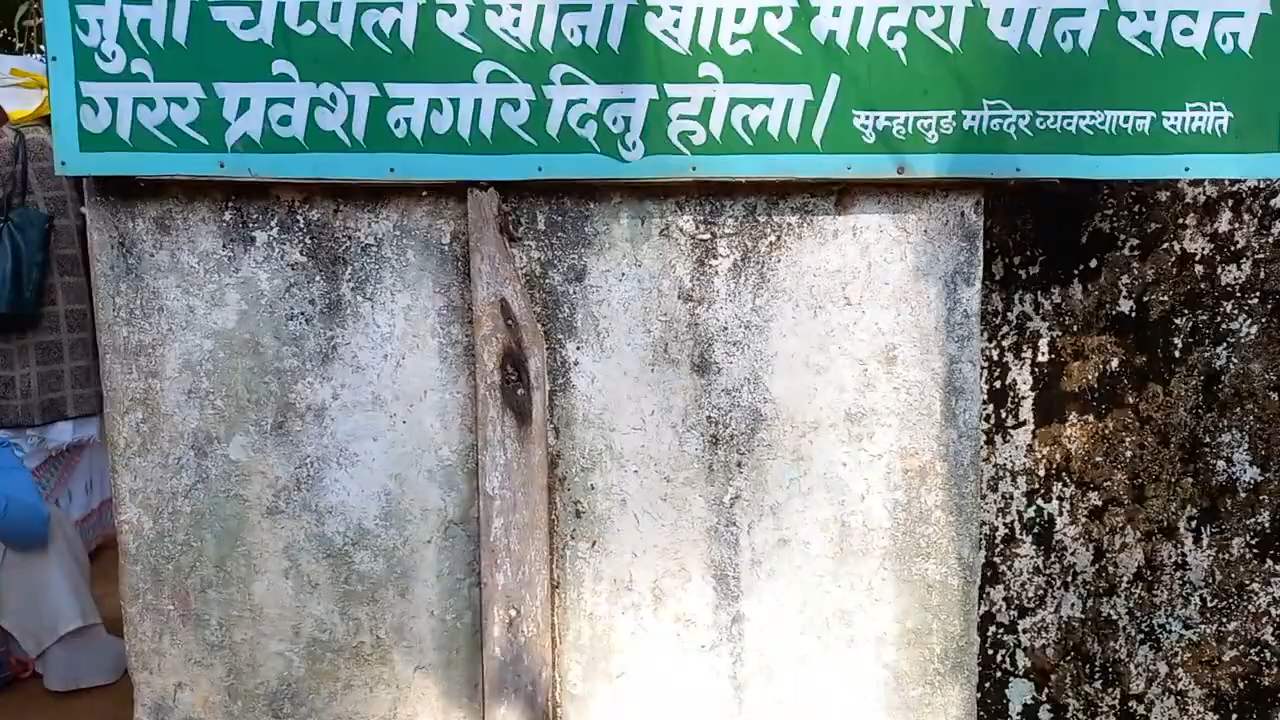 जुत्ता चप्पल र खाना खाएर मदिरा पान सेवन
गरेर प्रवेश नगरि दिनु होला/ सुम्हालुङ मन्दिर व्यवस्थापन समिति